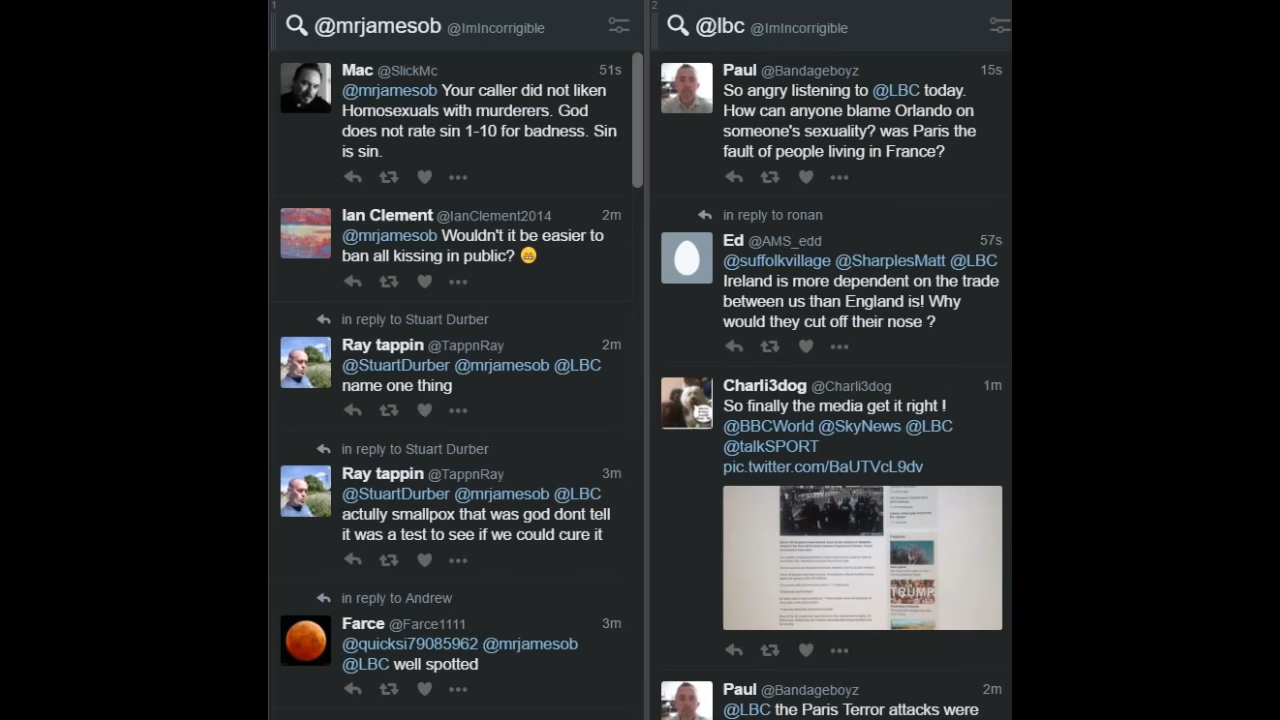 1
@mrjamesob @ImIncorrigible
Mac @SlickMc 51s
@mrjamesob Your caller did not liken
Homosexuals with murderers. God
does not rate sin 1-10 for badness. Sin
is sin.
Ian Clement @IanClement2014 2m
@mrjamesob Wouldn't it be easier to
ban all kissing in public? 😁
in reply to Stuart Durber
Ray tappin @TappnRay 2m
@StuartDurber @mrjamesob @LBC
name one thing
in reply to Stuart Durber
Ray tappin @TappnRay 3m
@StuartDurber @mrjamesob @LBC
actully smallpox that was god dont tell
it was a test to see if we could cure it
in reply to Andrew
Farce @Farce1111 3m
@quicksi79085962 @mrjamesob
@LBC well spotted
2
@lbc @ImIncorrigible
Paul @Bandageboyz 15s
So angry listening to @LBC today.
How can anyone blame Orlando on
someone's sexuality? was Paris the
fault of people living in France?
in reply to ronan
Ed @AMS_edd 57s
@suffolkvillage @SharplesMatt @LBC
Ireland is more dependent on the trade
between us than England is! Why
would they cut off their nose ?
Charli3dog @Charli3dog 1m
So finally the media get it right !
@BBCWorld @SkyNews @LBC
@talkSPORT
pic.twitter.com/BaUTVcL9dv
TRUMP
Paul @Bandageboyz 2m
@LBC the Paris Terror attacks were